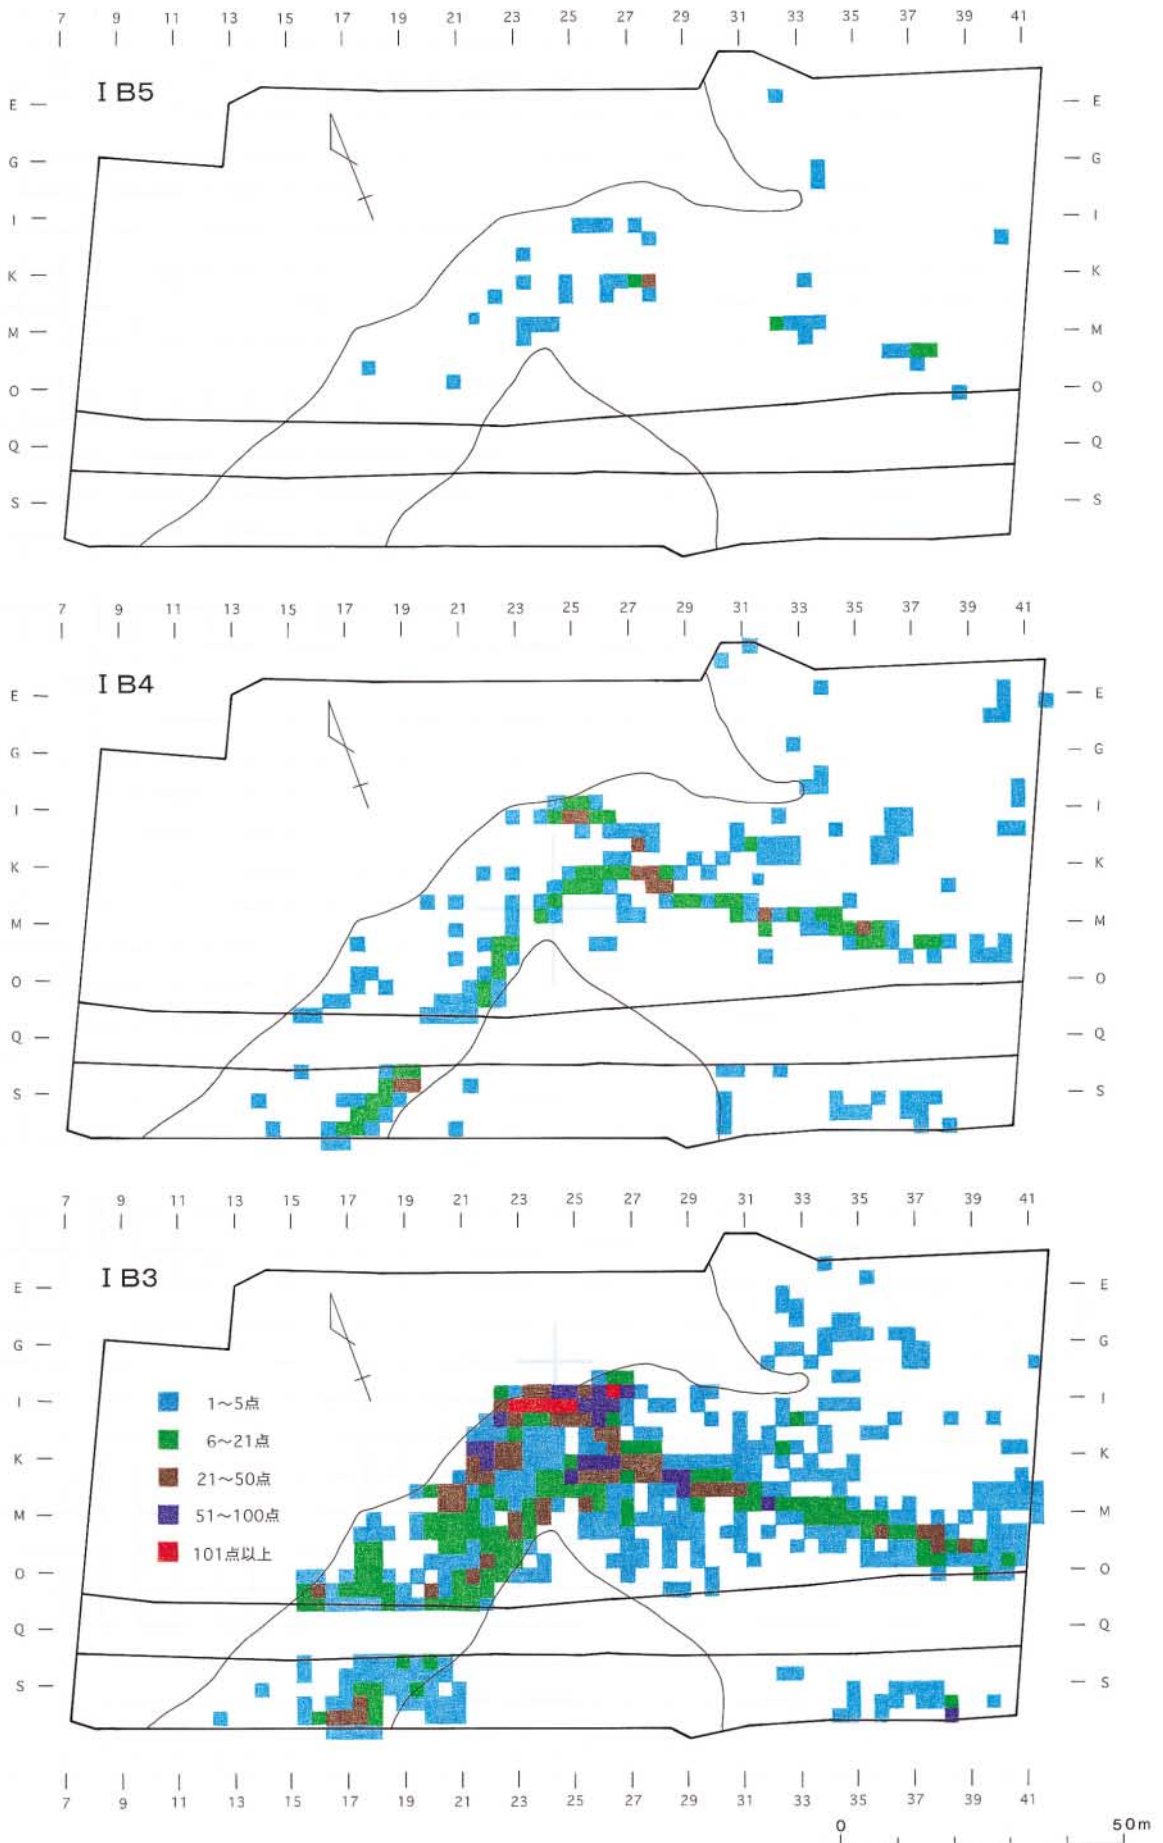 7 9 11 13 15 17 19 21 23 25 27 29 31 33 35 37 39 41
I B5
E E
G G
I I
K K
M M
O O
Q Q
S S
7 9 11 13 15 17 19 21 23 25 27 29 31 33 35 37 39 41
I B4
E E
G G
I I
K K
M M
O O
Q Q
S S
7 9 11 13 15 17 19 21 23 25 27 29 31 33 35 37 39 41
I B3
E E
G G
I 1～5点 I
6～21点
K 21～50点 K
M 51～100点 M
101点以上
O O
Q Q
S S
7 9 11 13 15 17 19 21 23 25 27 29 31 33 35 37 39 41
0 50m